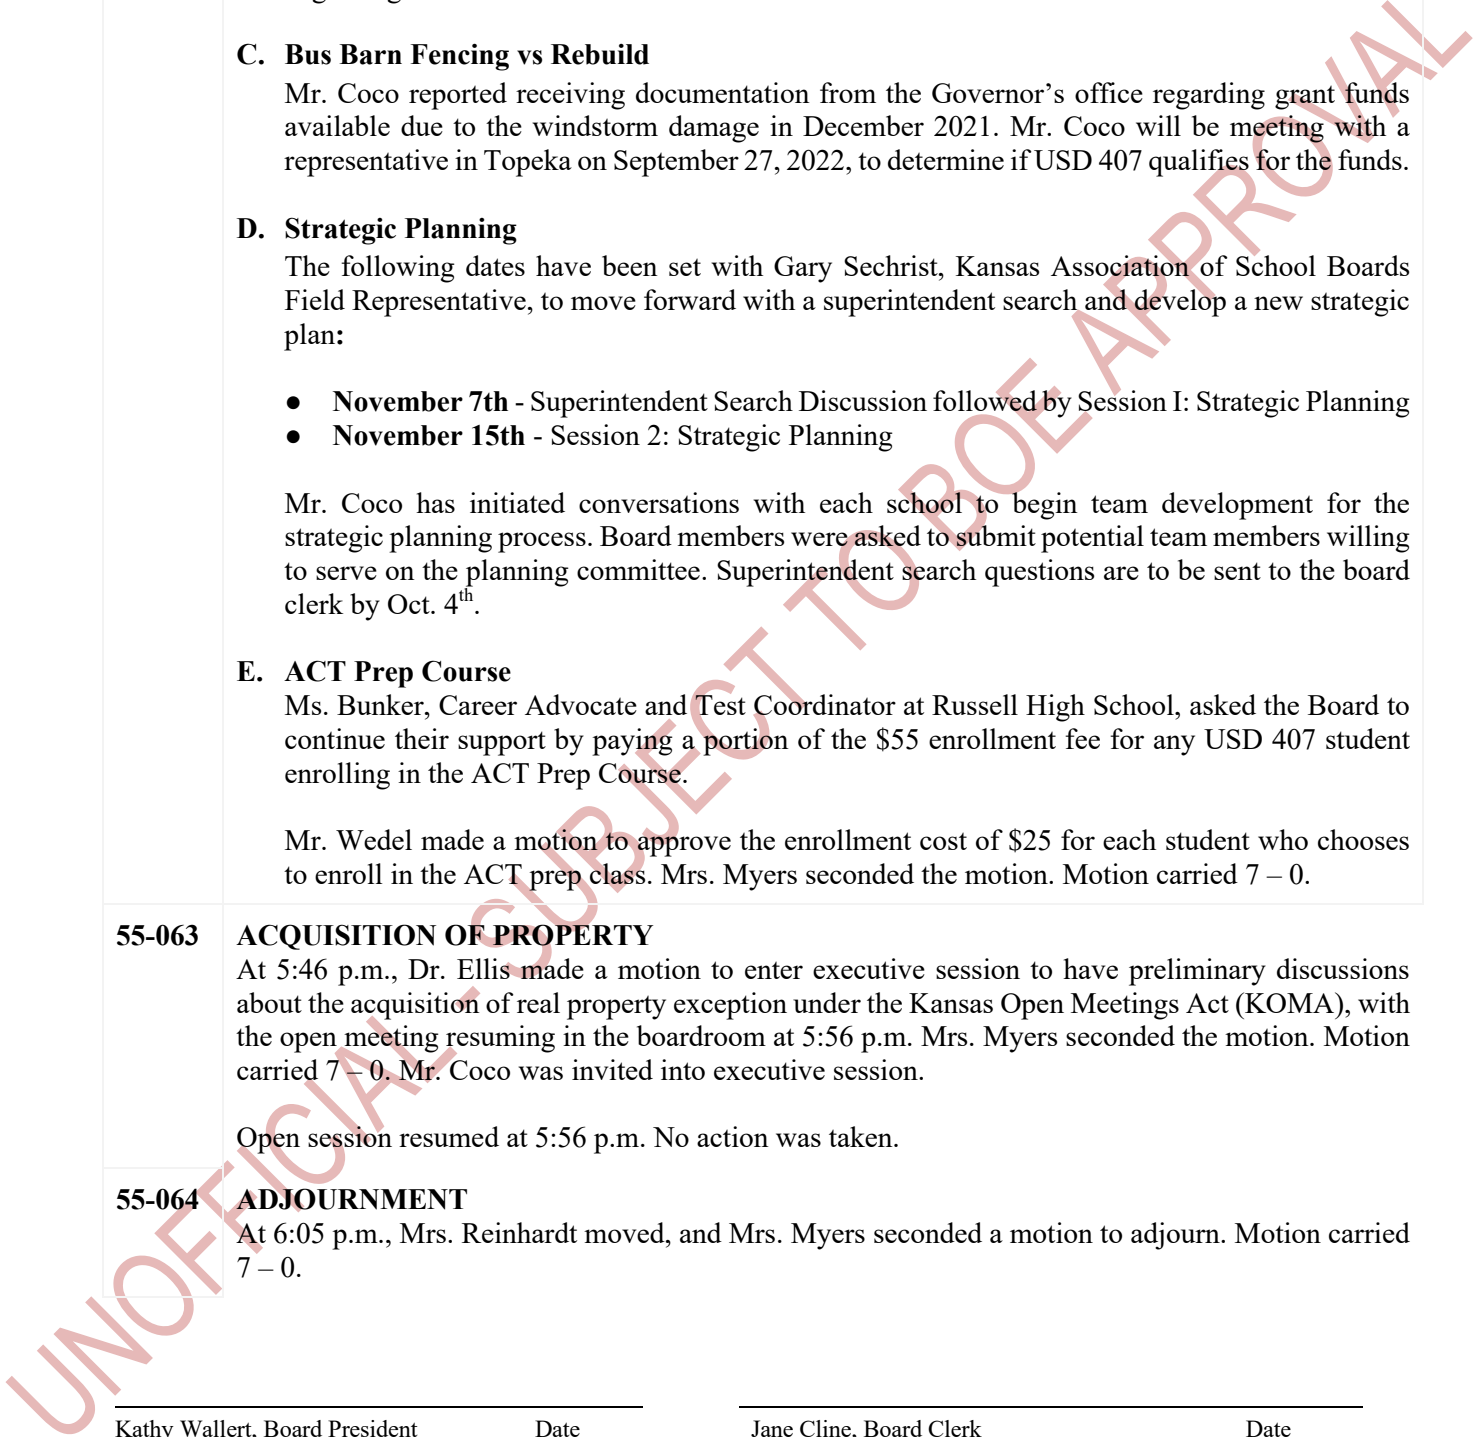 C. Bus Barn Fencing vs Rebuild
Mr. Coco reported receiving documentation from the Governor’s office regarding grant funds
available due to the windstorm damage in December 2021. Mr. Coco will be meeting with a
representative in Topeka on September 27, 2022, to determine if USD 407 qualifies for the funds.
D. Strategic Planning
The following dates have been set with Gary Sechrist, Kansas Association of School Boards
Field Representative, to move forward with a superintendent search and develop a new strategic
plan:
● November 7th - Superintendent Search Discussion followed by Session I: Strategic Planning
● November 15th - Session 2: Strategic Planning
Mr. Coco has initiated conversations with each school to begin team development for the
strategic planning process. Board members were asked to submit potential team members willing
to serve on the planning committee. Superintendent search questions are to be sent to the board
clerk by Oct. 4th.
E. ACT Prep Course
Ms. Bunker, Career Advocate and Test Coordinator at Russell High School, asked the Board to
continue their support by paying a portion of the $55 enrollment fee for any USD 407 student
enrolling in the ACT Prep Course.
Mr. Wedel made a motion to approve the enrollment cost of $25 for each student who chooses
to enroll in the ACT prep class. Mrs. Myers seconded the motion. Motion carried 7 – 0.
55-063 ACQUISITION OF PROPERTY
At 5:46 p.m., Dr. Ellis made a motion to enter executive session to have preliminary discussions
about the acquisition of real property exception under the Kansas Open Meetings Act (KOMA), with
the open meeting resuming in the boardroom at 5:56 p.m. Mrs. Myers seconded the motion. Motion
carried 7 – 0. Mr. Coco was invited into executive session.
Open session resumed at 5:56 p.m. No action was taken.
55-064 ADJOURNMENT
At 6:05 p.m., Mrs. Reinhardt moved, and Mrs. Myers seconded a motion to adjourn. Motion carried
7 – 0.
Kathy Wallert, Board President Date Jane Cline, Board Clerk Date
UNOFFICIAL - SUBJECT TO BOE APPROVAL